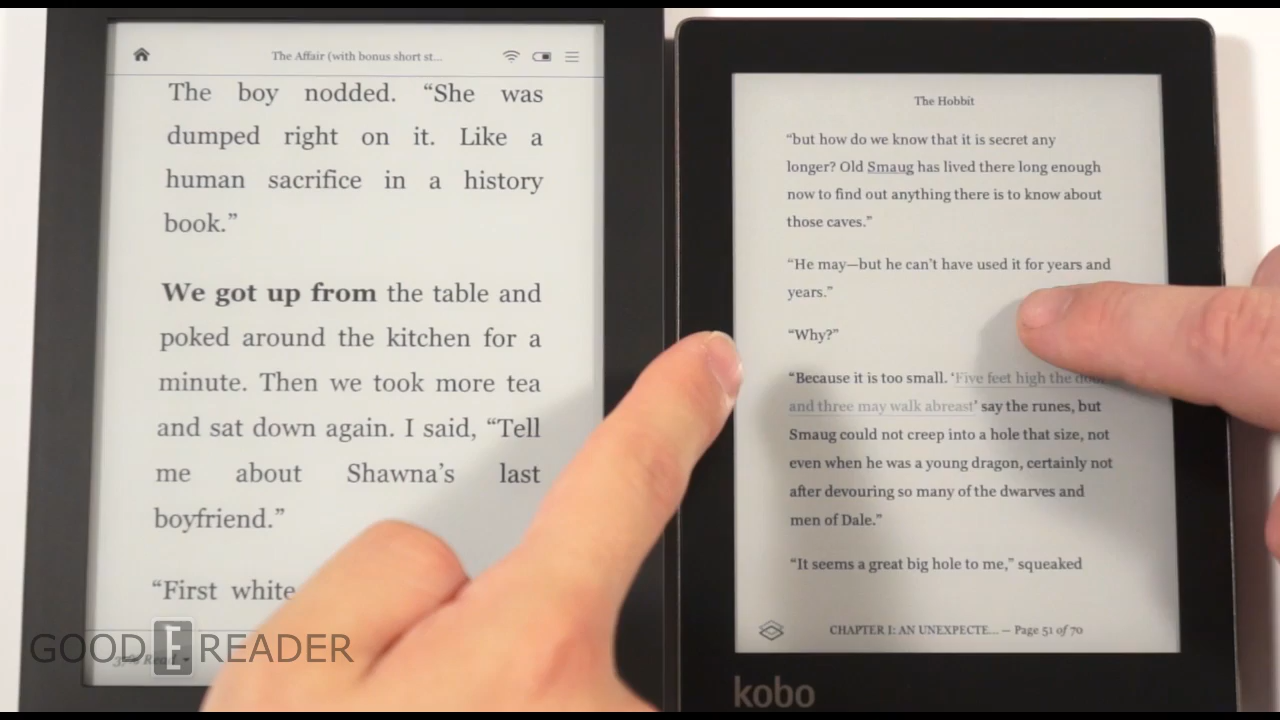 The Affair (with bonus short st...
The boy nodded. “She was
dumped right on it. Like a
human sacrifice in a history
book.”
We got up from the table and
poked around the kitchen for a
minute. Then we took more tea
and sat down again. I said, “Tell
me about Shawna’s last
boyfriend.”
“First white
Read
GOOD E READER
The Hobbit
“but how do we know that it is secret any
longer? Old Smaug has lived there long enough
now to find out anything there is to know about
those caves.”
“He may—but he can’t have used it for years and
years.”
“Why?”
“Because it is too small. ‘Five feet high the door
and three may walk abreast’ say the runes, but
Smaug could not creep into a hole that size, not
even when he was a young dragon, certainly not
after devouring so many of the dwarves and
men of Dale.”
“It seems a great big hole to me,” squeaked
CHAPTER I: AN UNEXPECTE... — Page 51 of 70
kobo